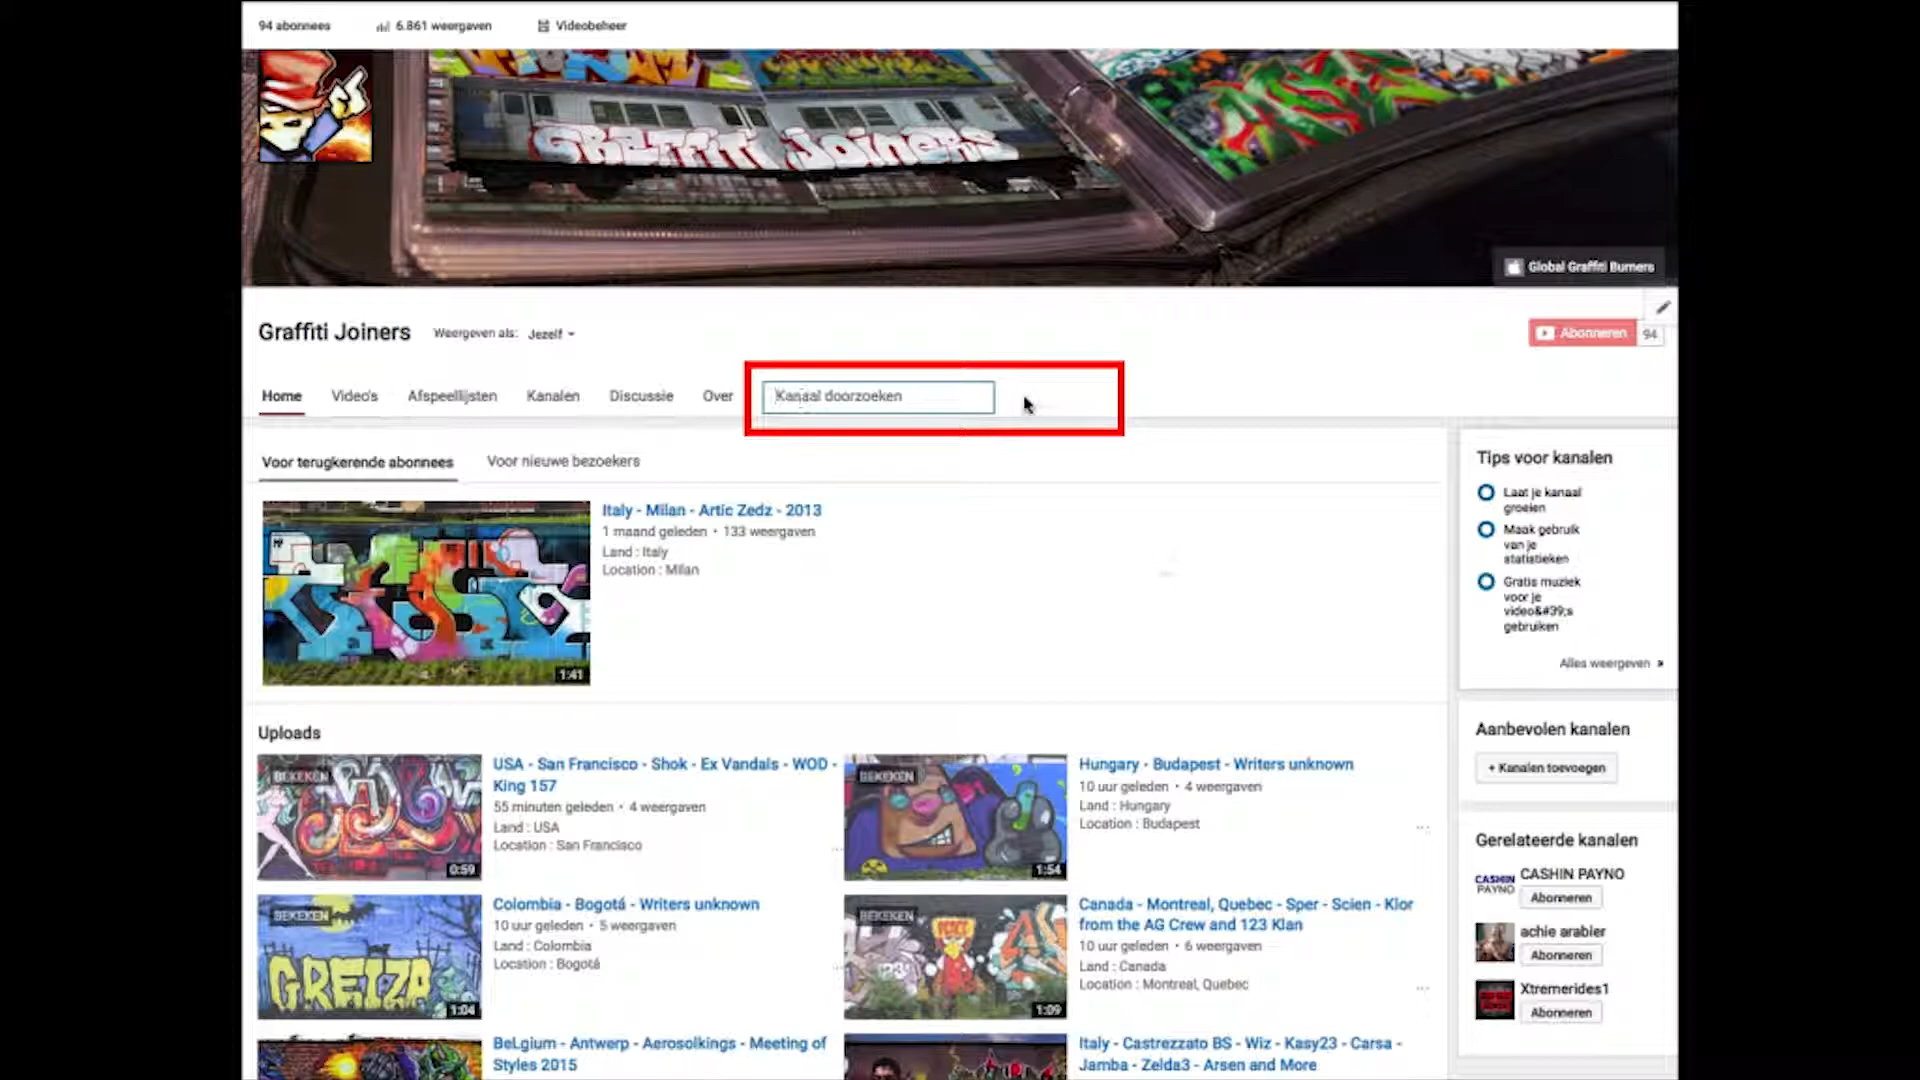 94 abonnees 6.861 weergaven Videobeheer
GRAFFITI JOINERS
Global Graffiti Burners
Graffiti Joiners Weergeven als: Jezelf
Abonneren 94
Home Video's Afspeellijsten Kanalen Discussie Over Kanaal doorzoeken
Voor terugkerende abonnees Voor nieuwe bezoekers
Italy - Milan - Artic Zedz - 2013
1 maand geleden • 133 weergaven
Land : Italy
Location : Milan
1:41
Uploads
BEKEKEN
0:59
USA - San Francisco - Shok - Ex Vandals - WOD -
King 157
55 minuten geleden • 4 weergaven
Land : USA
Location : San Francisco
BEKEKEN
1:54
Hungary - Budapest - Writers unknown
10 uur geleden • 4 weergaven
Land : Hungary
Location : Budapest
BEKEKEN
GREIZA
1:04
Colombia - Bogotá - Writers unknown
10 uur geleden • 5 weergaven
Land : Colombia
Location : Bogotá
BEKEKEN
123
1:09
Canada - Montreal, Quebec - Sper - Scien - Klor
from the AG Crew and 123 Klan
10 uur geleden • 6 weergaven
Land : Canada
Location : Montreal, Quebec
BeLgium - Antwerp - Aerosolkings - Meeting of
Styles 2015
Italy - Castrezzato BS - Wiz - Kasy23 - Carsa -
Jamba - Zelda3 - Arsen and More
Tips voor kanalen
Laat je kanaal
groeien
Maak gebruik
van je
statistieken
Gratis muziek
voor je
video&#39;s
gebruiken
Alles weergeven »
Aanbevolen kanalen
+ Kanalen toevoegen
Gerelateerde kanalen
CASHIN
PAYNO
CASHIN PAYNO
Abonneren
achie arabier
Abonneren
Xtremerides1
Abonneren